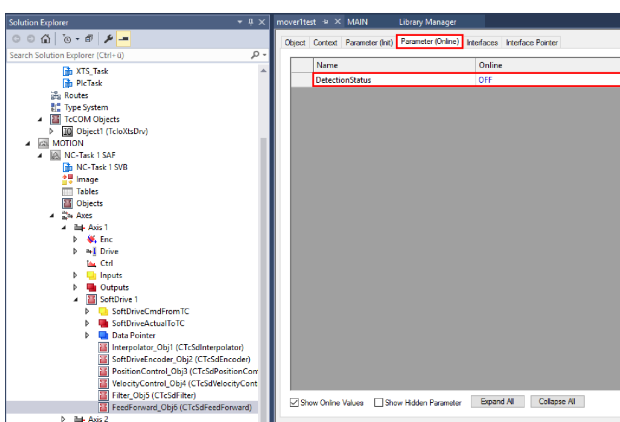 Solution Explorer
Search Solution Explorer (Ctrl+ü)
XTS_Task
PlcTask
Routes
Type System
TcCOM Objects
Object1 (TcIoXtsDrv)
MOTION
NC-Task 1 SAF
NC-Task 1 SVB
Image
Tables
Objects
Axes
Axis 1
Enc
Drive
Ctrl
Inputs
Outputs
SoftDrive 1
SoftDriveCmdFromTC
SoftDriveActualToTC
Data Pointer
Interpolator_Obj1 (CTcSdInterpolator)
SoftDriveEncoder_Obj2 (CTcSdEncoder)
PositionControl_Obj3 (CTcSdPositionCon
VelocityControl_Obj4 (CTcSdVelocityCont
Filter_Obj5 (CTcSdFilter)
FeedForward_Obj6 (CTcSdFeedForward)
Axis 2
mover1test MAIN Library Manager
Object Context Parameter (Init) Parameter (Online) Interfaces Interface Pointer
Name Online
DetectionStatus OFF
Show Online Values Show Hidden Parameter Expand All Collapse All